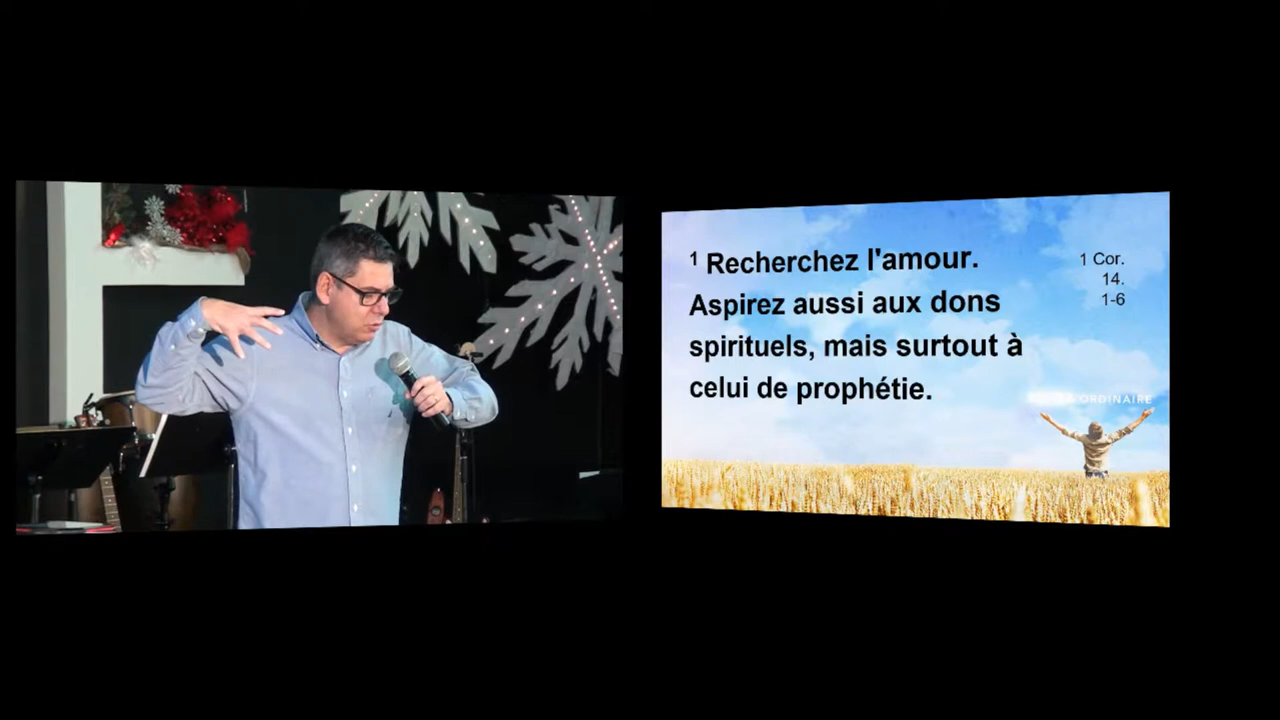 1 Recherchez l'amour.
Aspirez aussi aux dons
spirituels, mais surtout à
celui de prophétie.
1 Cor.
14.
1-6
ORDINAIRE